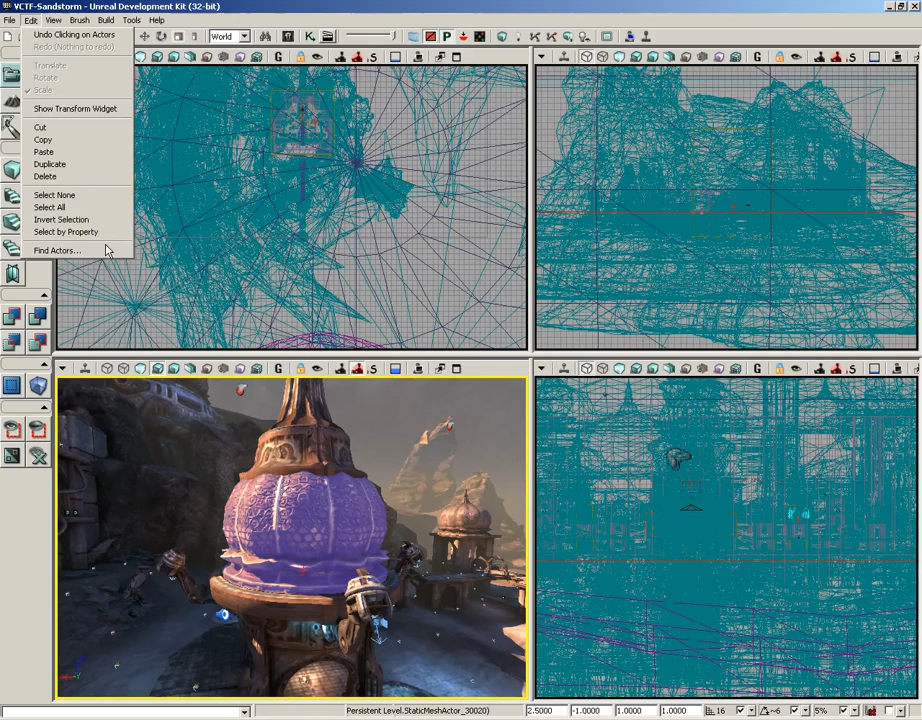 VCTF-Sandstorm - Unreal Development Kit (32-bit)
File Edit View Brush Build Tools Help
World
G
S
P
Undo Clicking on Actors
Redo (Nothing to redo)
Translate
Rotate
Scale
Show Transform Widget
Cut
Copy
Paste
Duplicate
Delete
Select None
Select All
Invert Selection
Select by Property
Find Actors...
G
S
G
S
G
S
Persistent Level.StaticMeshActor_30020)
2.5000
-1.0000
1.0000
1.0000
16
~6
5%